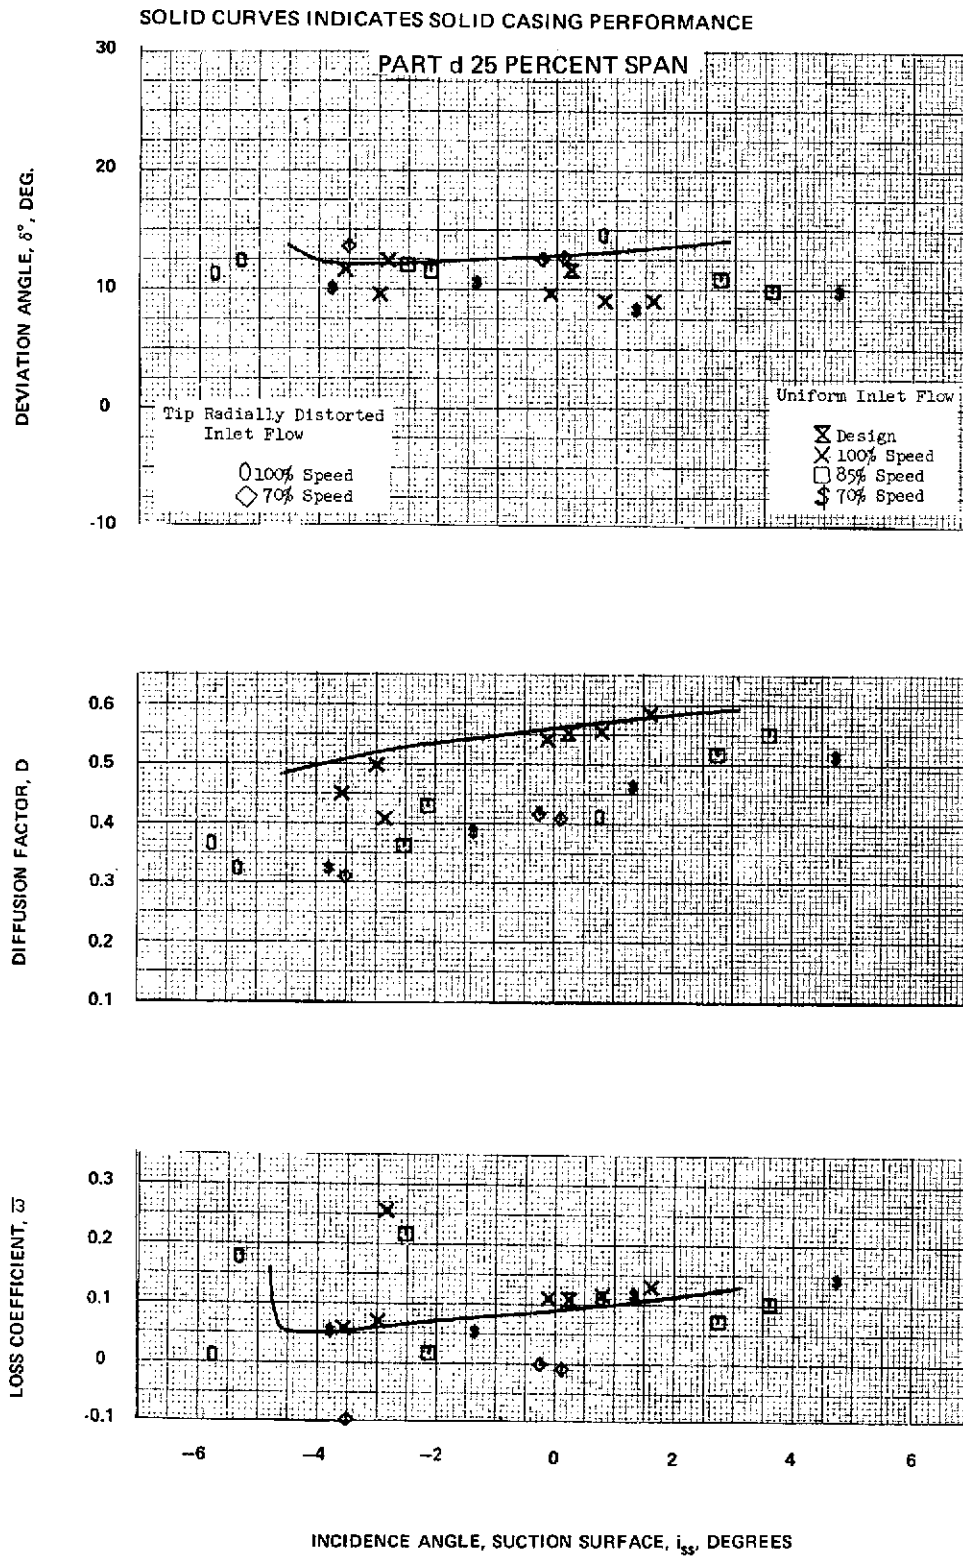 SOLID CURVES INDICATES SOLID CASING PERFORMANCE
PART d 25 PERCENT SPAN
DEVIATION ANGLE, δ°, DEG.
30
20
10
0
-10
Tip Radially Distorted
Inlet Flow
100% Speed
70% Speed
Uniform Inlet Flow
Design
100% Speed
85% Speed
70% Speed
DIFFUSION FACTOR, D
0.6
0.5
0.4
0.3
0.2
0.1
LOSS COEFFICIENT, ω̅
0.3
0.2
0.1
0
-0.1
−6 −4 −2 0 2 4 6
INCIDENCE ANGLE, SUCTION SURFACE, iss, DEGREES